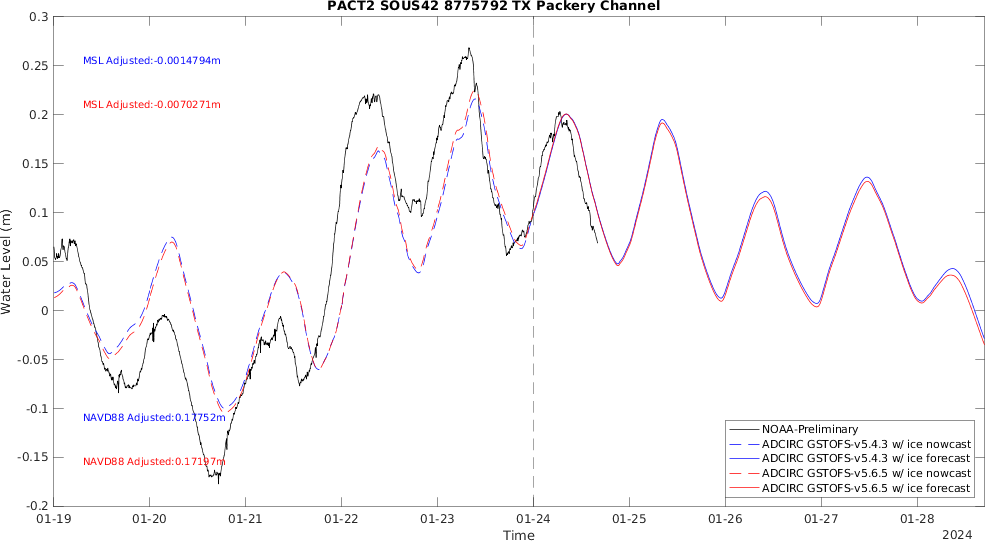 PACT2 SOUS42 8775792 TX Packery Channel
0.3
0.25
0.2
0.15
0.1
0.05
0
-0.05
-0.1
-0.15
-0.2
Water Level (m)
MSL Adjusted:-0.0014794m
MSL Adjusted:-0.0070271m
NAVD88 Adjusted:0.17752m
NAVD88 Adjusted:0.17197m
NOAA-Preliminary
ADCIRC GSTOFS-v5.4.3 w/ ice nowcast
ADCIRC GSTOFS-v5.4.3 w/ ice forecast
ADCIRC GSTOFS-v5.6.5 w/ ice nowcast
ADCIRC GSTOFS-v5.6.5 w/ ice forecast
01-19 01-20 01-21 01-22 01-23 01-24 01-25 01-26 01-27 01-28
Time
2024